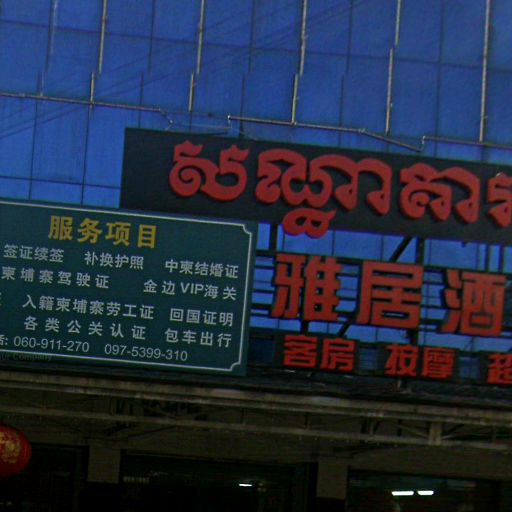 សណ្ឋាគារ
服务项目
签证续签 补换护照 中柬结婚证
柬埔寨驾驶证 金边VIP海关
入籍柬埔寨劳工证 回国证明
各类公关认证 包车出行
060-911-270 097-5399-310
雅居酒
客房 按摩 超